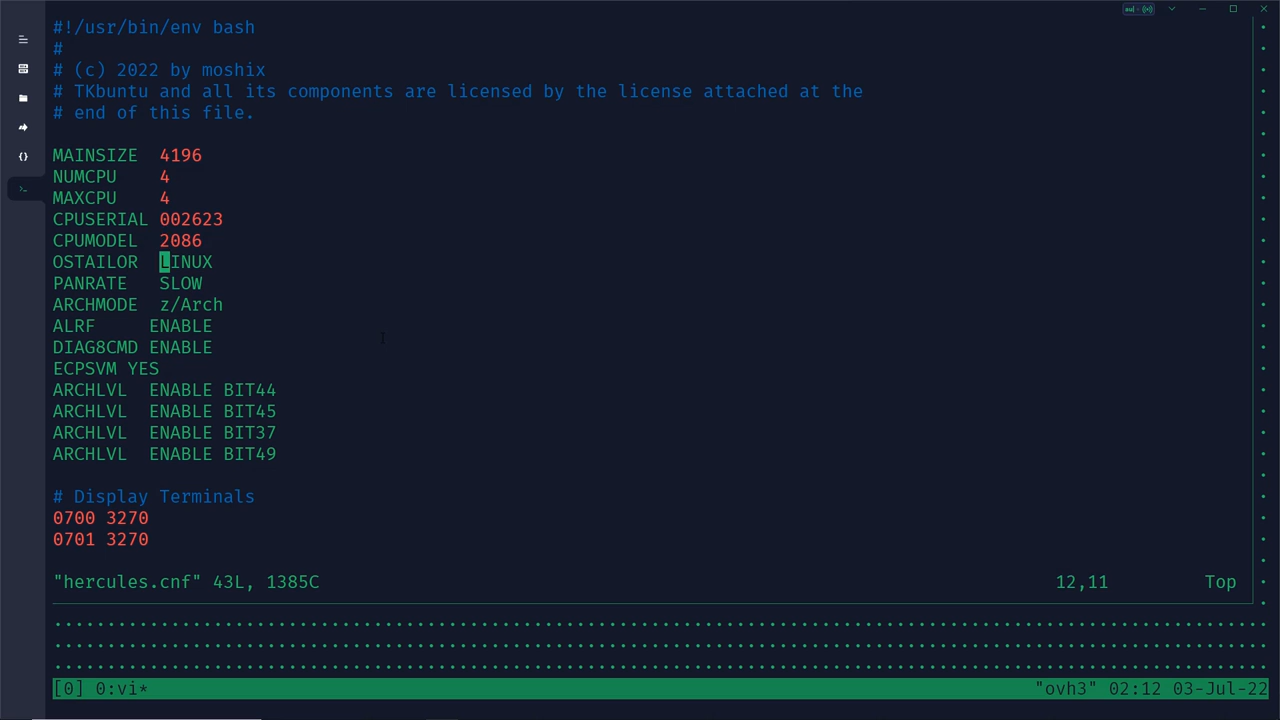 #!/usr/bin/env bash
#
# (c) 2022 by moshix
# TKbuntu and all its components are licensed by the license attached at the
# end of this file.
MAINSIZE  4196
NUMCPU    4
MAXCPU    4
CPUSERIAL 002623
CPUMODEL  2086
OSTAILOR  LINUX
PANRATE   SLOW
ARCHMODE  z/Arch
ALRF     ENABLE
DIAG8CMD ENABLE
ECPSVM YES
ARCHLVL  ENABLE BIT44
ARCHLVL  ENABLE BIT45
ARCHLVL  ENABLE BIT37
ARCHLVL  ENABLE BIT49
# Display Terminals
0700 3270
0701 3270
"hercules.cnf" 43L, 1385C 12,11 Top
[0] 0:vi* "ovh3" 02:12 03-Jul-22